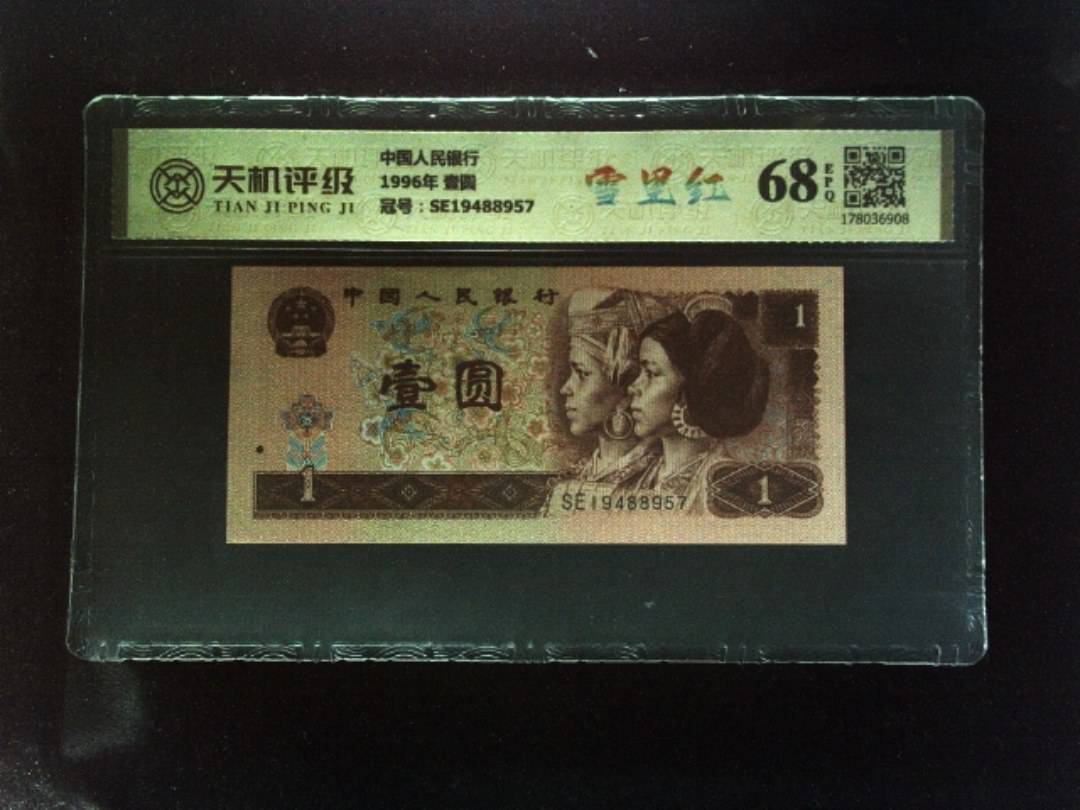 天机评级
TIAN JI PING JI
中国人民银行
1996年 壹圆
冠号：SE19488957
雪里红
68
EPQ
178036908
中国人民银行
1
壹圆
1
SE19488957
1